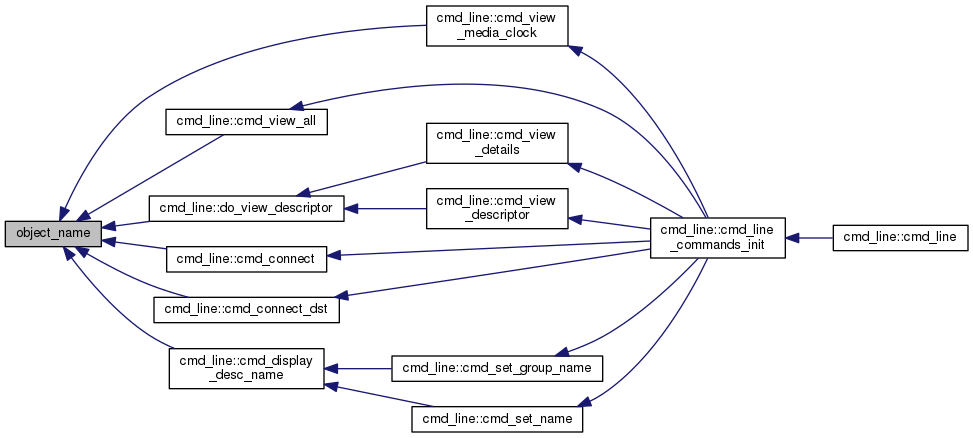 cmd_line::cmd_view
_media_clock
cmd_line::cmd_view_all
cmd_line::cmd_view
_details
cmd_line::do_view_descriptor
cmd_line::cmd_view
_descriptor
object_name
cmd_line::cmd_line
_commands_init
cmd_line::cmd_line
cmd_line::cmd_connect
cmd_line::cmd_connect_dst
cmd_line::cmd_display
_desc_name
cmd_line::cmd_set_group_name
cmd_line::cmd_set_name